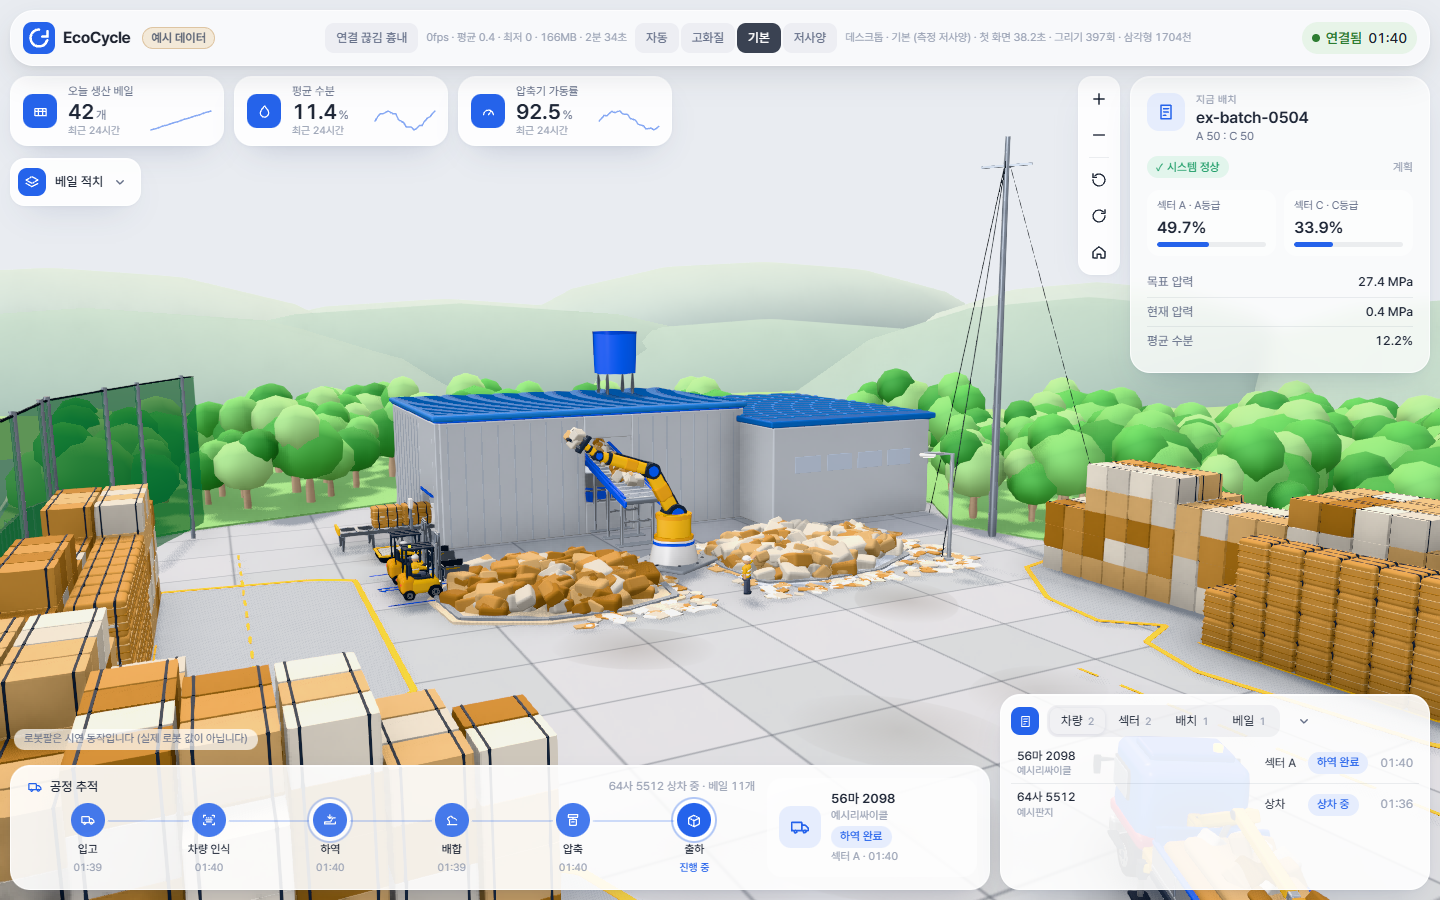 EcoCycle
예시 데이터
연결 끊김 흉내
0fps · 평균 0.4 · 최저 0 · 166MB · 2분 34초
자동
고화질
기본
저사양
데스크톱 · 기본 (측정 저사양) · 첫 화면 38.2초 · 그리기 397회 · 삼각형 1704천
연결됨 01:40
오늘 생산 베일
42개
최근 24시간
평균 수분
11.4%
최근 24시간
압축기 가동률
92.5%
최근 24시간
베일 적치
지금 배치
ex-batch-0504
A 50 : C 50
✓ 시스템 정상
계획
섹터 A · A등급
49.7%
섹터 C · C등급
33.9%
목표 압력 27.4 MPa
현재 압력 0.4 MPa
평균 수분 12.2%
로봇팔은 시연 동작입니다 (실제 로봇 값이 아닙니다)
공정 추적
64사 5512 상차 중 · 베일 11개
입고
01:39
차량 인식
01:40
하역
01:40
배합
01:39
압축
01:40
출하
진행 중
56마 2098
예시리싸이클
하역 완료
섹터 A · 01:40
차량 2
섹터 2
배치 1
베일 1
56마 2098
예시리싸이클
섹터 A
하역 완료
01:40
64사 5512
예시판지
상차
상차 중
01:36